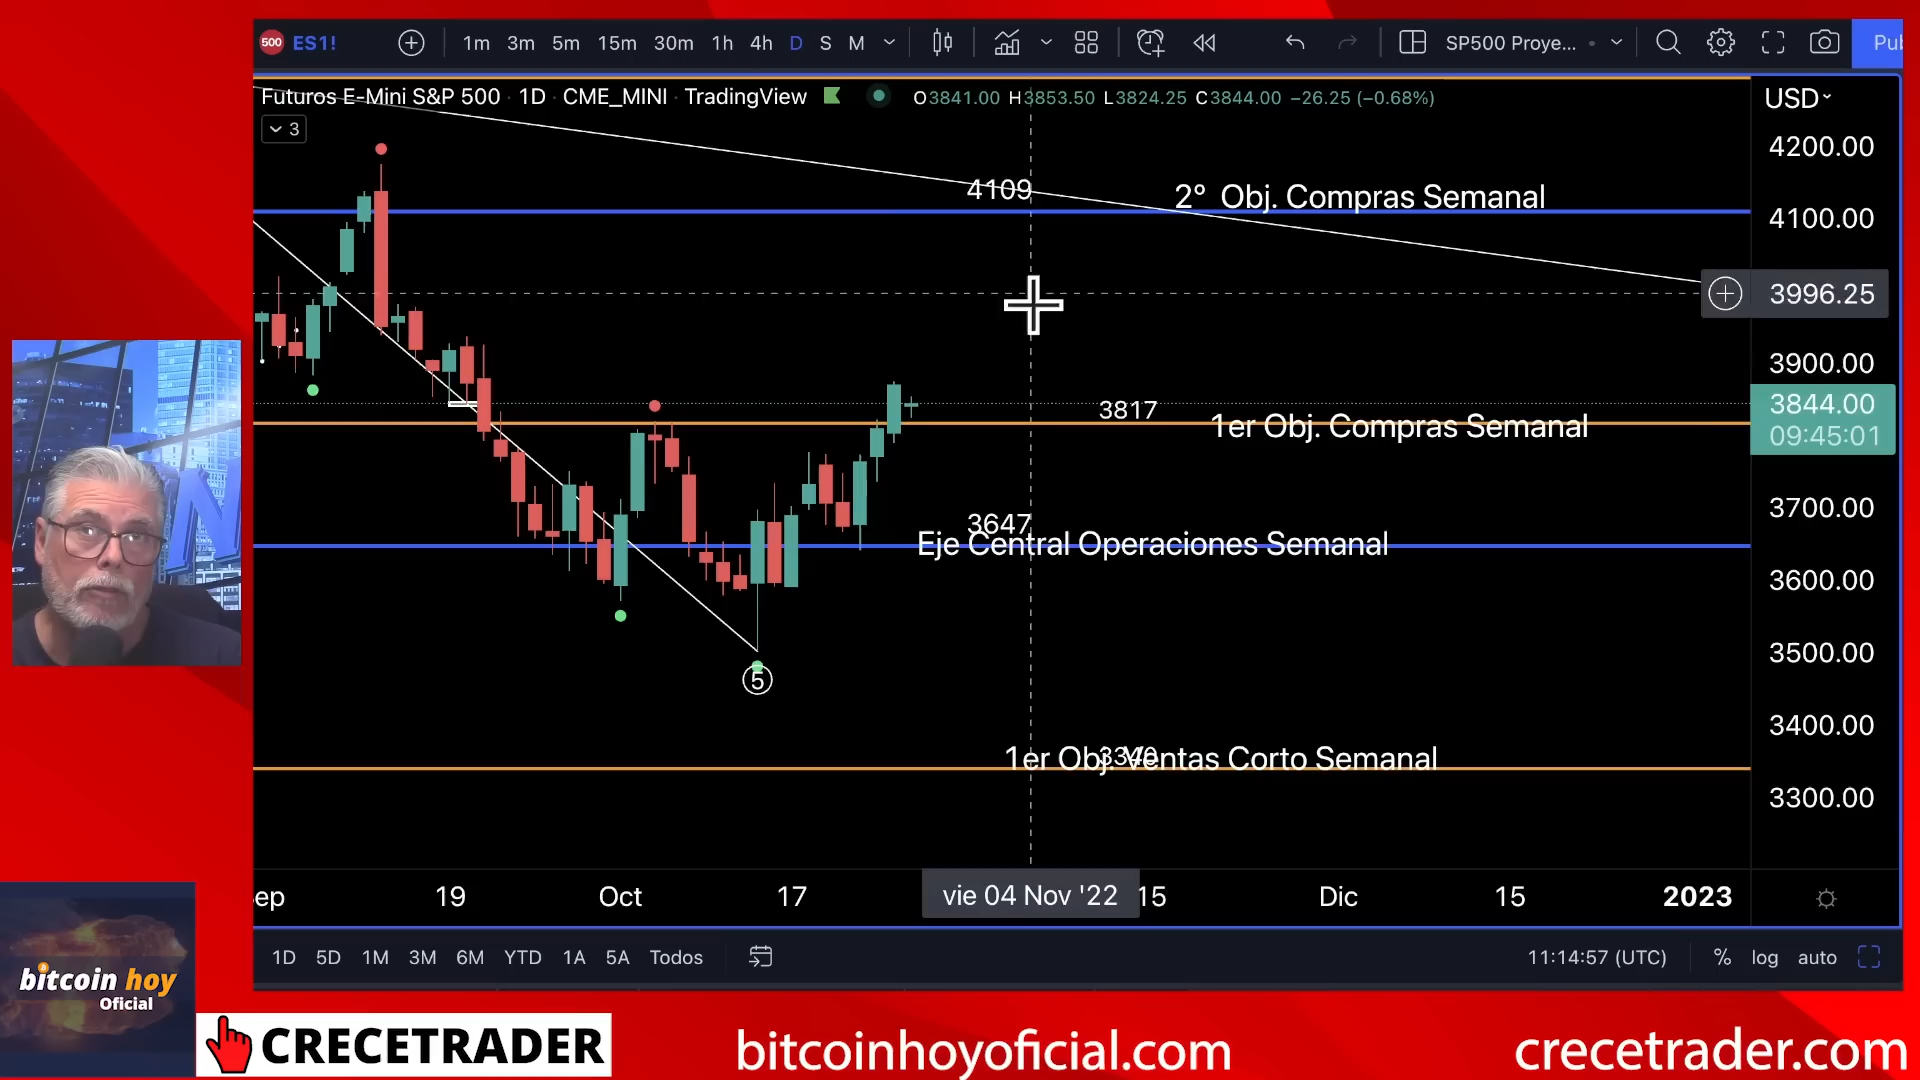 500 ES1! 1m 3m 5m 15m 30m 1h 4h D S M SP500 Proye...
Futuros E-Mini S&P 500 · 1D · CME_MINI · TradingView O3841.00 H3853.50 L3824.25 C3844.00 −26.25 (−0.68%)
USD
3
4200.00
4109
2º Obj. Compras Semanal
4100.00
3996.25
3900.00
3844.00
09:45:01
3817
1er Obj. Compras Semanal
3700.00
3647
Eje Central Operaciones Semanal
3600.00
3500.00
5
3400.00
1er Obj. Ventas Corto Semanal
3300.00
19 Oct 17 vie 04 Nov '22 15 Dic 15 2023
1D 5D 1M 3M 6M YTD 1A 5A Todos 11:14:57 (UTC) % log auto
bitcoin hoy
Oficial
CRECETRADER
bitcoinhoyoficial.com
crecetrader.com